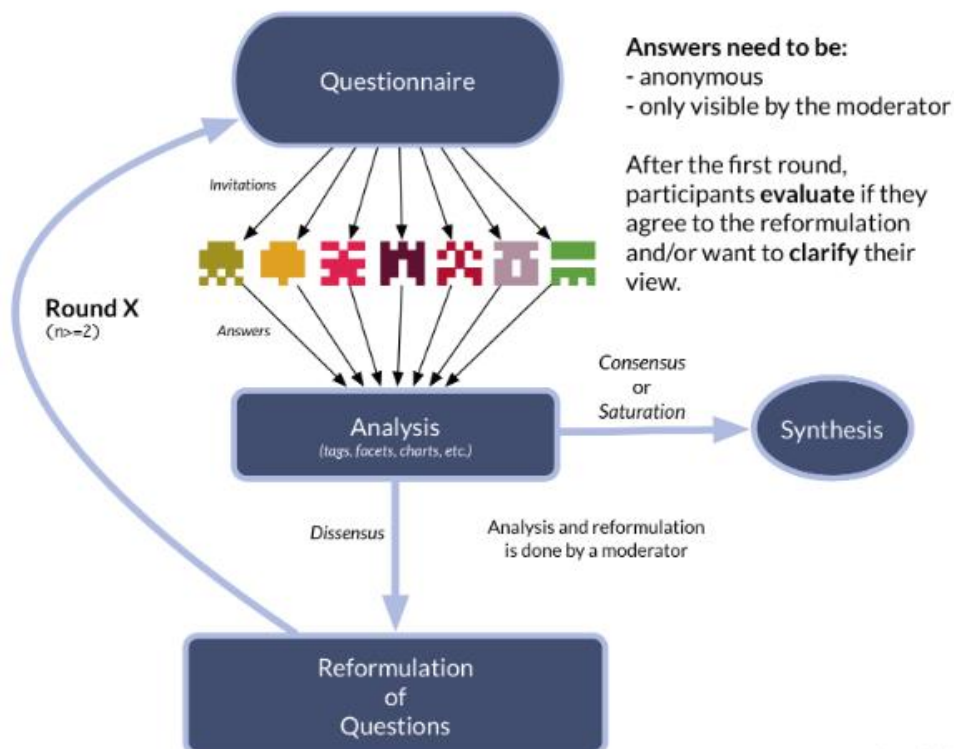 Questionnaire
Answers need to be:
- anonymous
- only visible by the moderator
After the first round,
participants evaluate if they
agree to the reformulation
and/or want to clarify their
view.
Invitations
Round X
(n>=2)
Answers
Consensus
or
Saturation
Analysis
(tags, facets, charts, etc.)
Synthesis
Dissensus
Analysis and reformulation
is done by a moderator
Reformulation
of
Questions